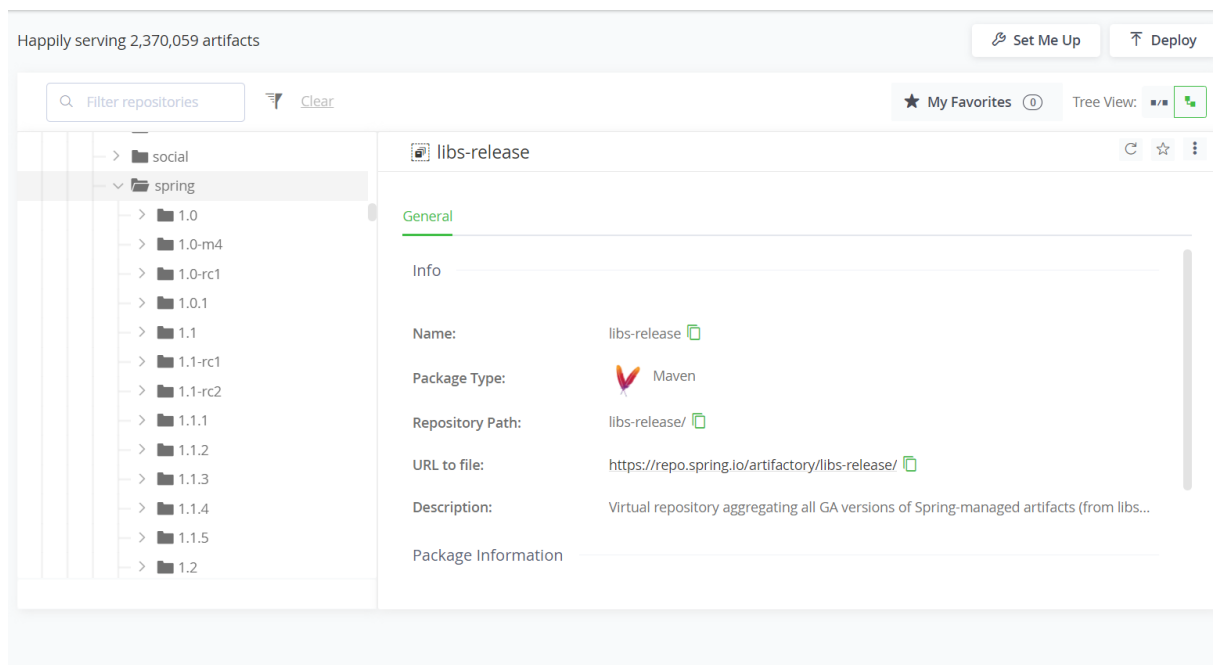 Happily serving 2,370,059 artifacts
Set Me Up
Deploy
Filter repositories
Clear
My Favorites 0
Tree View:
social
spring
1.0
1.0-m4
1.0-rc1
1.0.1
1.1
1.1-rc1
1.1-rc2
1.1.1
1.1.2
1.1.3
1.1.4
1.1.5
1.2
libs-release
General
Info
Name: libs-release
Package Type: Maven
Repository Path: libs-release/
URL to file: https://repo.spring.io/artifactory/libs-release/
Description: Virtual repository aggregating all GA versions of Spring-managed artifacts (from libs...
Package Information